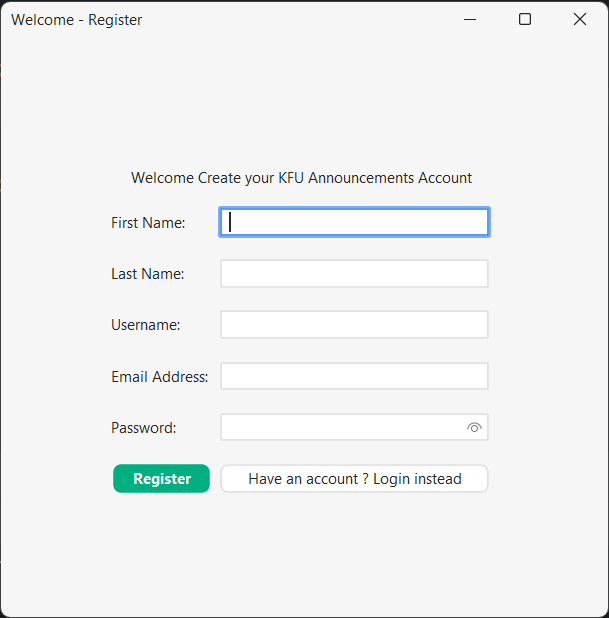 Welcome - Register
Welcome Create your KFU Announcements Account
First Name:
Last Name:
Username:
Email Address:
Password:
Register
Have an account ? Login instead